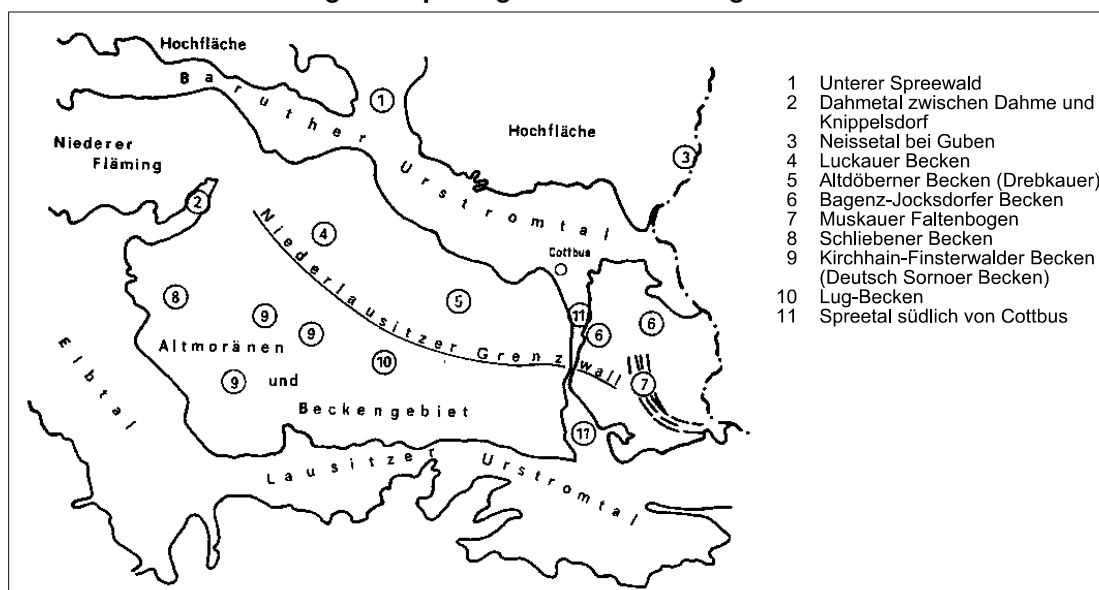 Hochfläche
Baruther Urstromtal
1
Hochfläche
Niederer
Fläming
3
2
4
Niederlausitzer Grenzwall
Cottbus
8
5
11
6
6
9
9
Altmoränen
10
9
und
7
Elbtal
Beckengebiet
11
Lausitzer Urstromtal
1 Unterer Spreewald
2 Dahmetal zwischen Dahme und
Knippelsdorf
3 Neissetal bei Guben
4 Luckauer Becken
5 Altdöberner Becken (Drebkauer)
6 Bagenz-Jocksdorfer Becken
7 Muskauer Faltenbogen
8 Schliebener Becken
9 Kirchhain-Finsterwalder Becken
(Deutsch Sornoer Becken)
10 Lug-Becken
11 Spreetal südlich von Cottbus